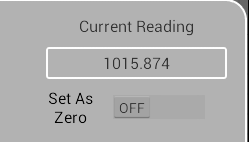 Current Reading
1015.874
Set As
Zero
OFF